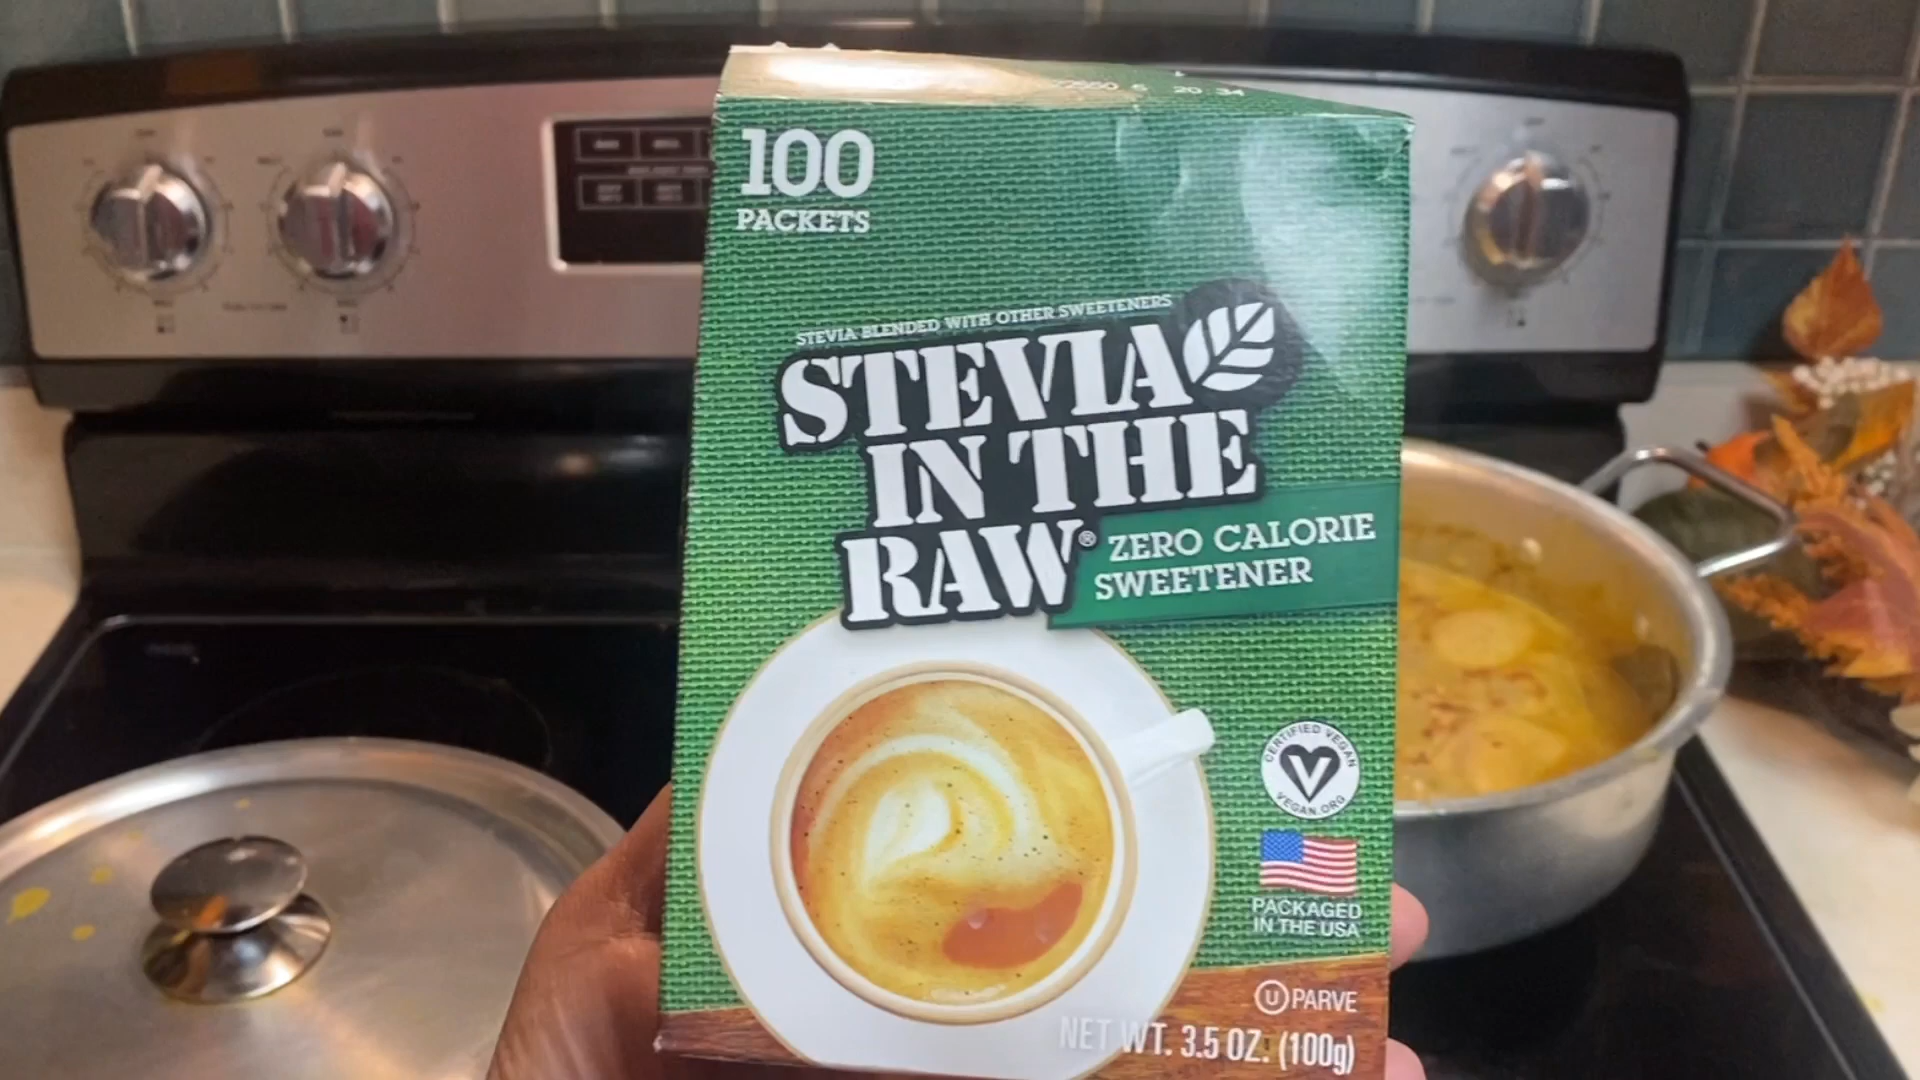 100
PACKETS
STEVIA BLENDED WITH OTHER SWEETENERS
STEVIA
IN THE
RAW®
ZERO CALORIE
SWEETENER
CERTIFIED VEGAN
V
VEGAN.ORG
PACKAGED
IN THE USA
U PARVE
NET WT. 3.5 OZ. (100g)